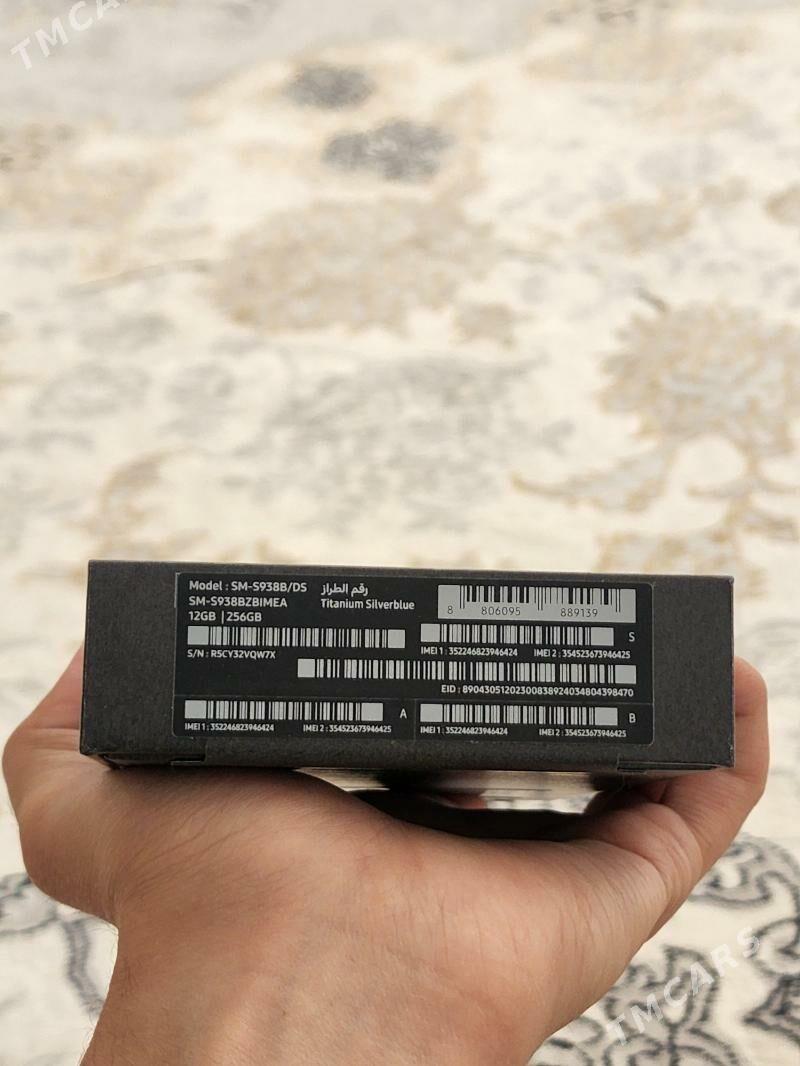 TMCARS
Model : SM-S938B/DS رقم الطراز
SM-S938BZBIMEA Titanium Silverblue
12GB | 256GB
8 806095 889139
S/N : R5CY32VQW7X
IMEI 1 : 352246823946424 IMEI 2 : 354523673946425 S
EID : 89043051202300838924034804398470
IMEI 1 : 352246823946424 IMEI 2 : 354523673946425 A
IMEI 1 : 352246823946424 IMEI 2 : 354523673946425 B
TMCARS